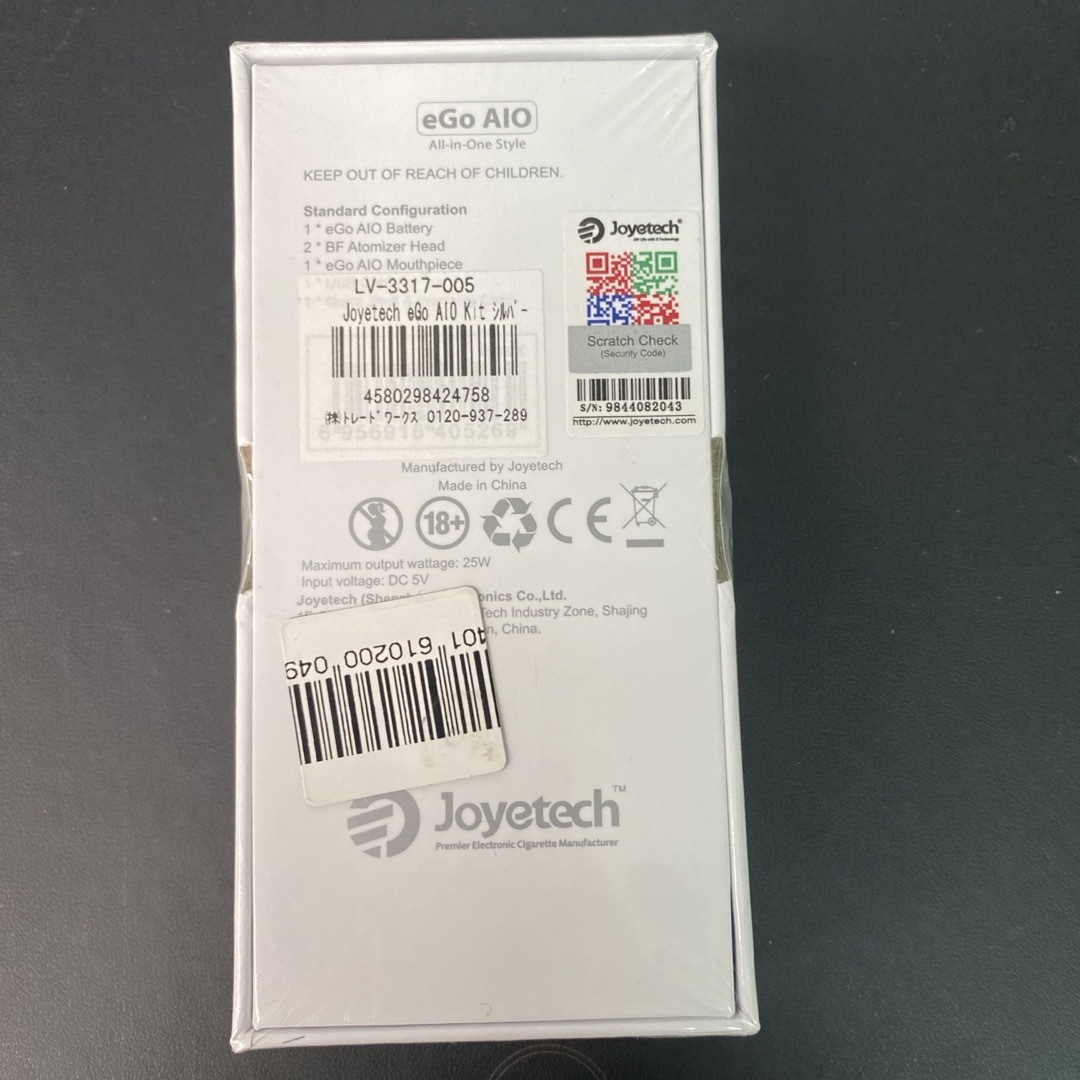 eGo AIO
All-in-One Style
KEEP OUT OF REACH OF CHILDREN.
Standard Configuration
1 * eGo AIO Battery
2 * BF Atomizer Head
1 * eGo AIO Mouthpiece
LV-3317-005
Joyetech eGo AIO Kit ｼﾙﾊﾞｰ
4580298424758
㈱ﾄﾚｰﾄﾞﾜｰｸｽ 0120-937-289
6 956916 405269
Joyetech®
Scratch Check
(Security Code)
S/N: 9844082043
http://www.joyetech.com
Manufactured by Joyetech
Made in China
18+
CE
Maximum output wattage: 25W
Input voltage: DC 5V
Joyetech onics Co.,Ltd.
Tech Industry Zone, Shajing
n, China.
401 610200 049
Joyetech™
Premier Electronic Cigarette Manufacturer